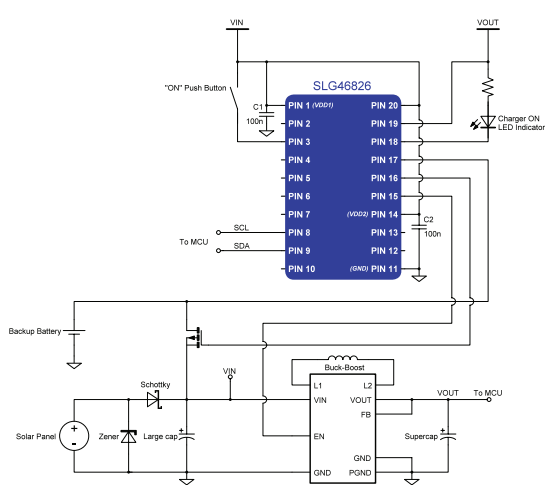 VIN
VOUT
SLG46826
"ON" Push Button
C1
100n
PIN 1 (VDD1)
PIN 20
PIN 2
PIN 19
PIN 3
PIN 18
PIN 4
PIN 17
PIN 5
PIN 16
PIN 6
PIN 15
PIN 7
(VDD2) PIN 14
PIN 8
PIN 13
PIN 9
PIN 12
PIN 10
(GND) PIN 11
Charger ON
LED Indicator
C2
100n
SCL
To MCU
SDA
Backup Battery
Buck-Boost
L1
L2
Schottky
VIN
VIN
VOUT
VOUT
To MCU
FB
Solar Panel
+
-
Zener
Large cap
+
EN
Supercap
+
GND
GND
PGND